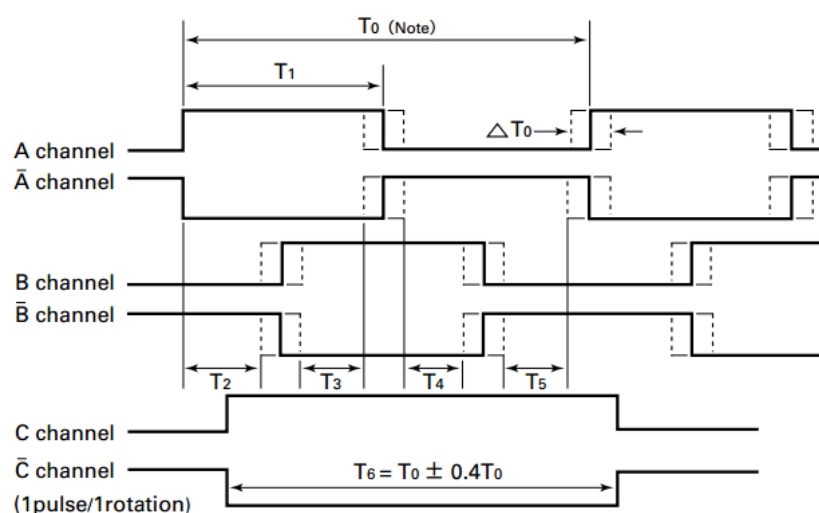 T0 (Note)
T1
△T0
A channel
Ā channel
B channel
B̄ channel
T2
T3
T4
T5
C channel
C̄ channel
T6 = T0 ± 0.4T0
(1pulse/1rotation)